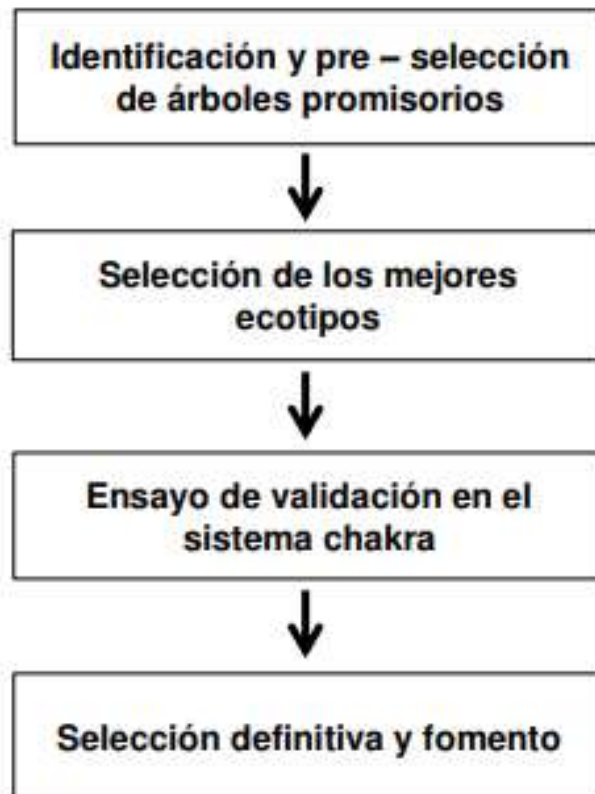 Identificación y pre – selección
de árboles promisorios
Selección de los mejores
ecotipos
Ensayo de validación en el
sistema chakra
Selección definitiva y fomento